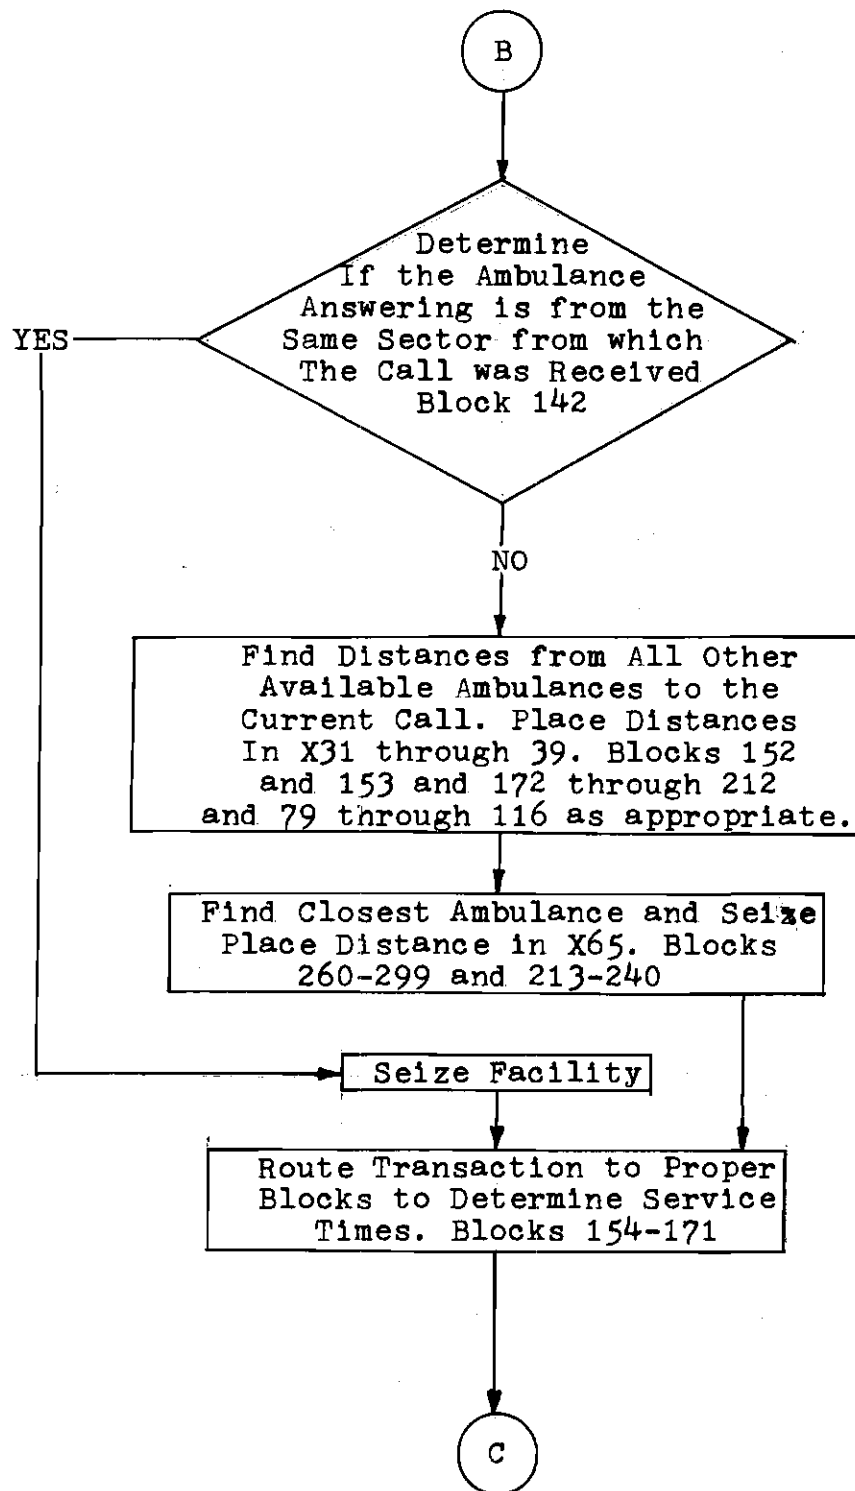 B
Determine
If the Ambulance
Answering is from the
Same Sector from which
The Call was Received
Block 142
YES
NO
Find Distances from All Other
Available Ambulances to the
Current Call. Place Distances
In X31 through 39. Blocks 152
and 153 and 172 through 212
and 79 through 116 as appropriate.
Find Closest Ambulance and Seize
Place Distance in X65. Blocks
260-299 and 213-240
Seize Facility
Route Transaction to Proper
Blocks to Determine Service
Times. Blocks 154-171
C